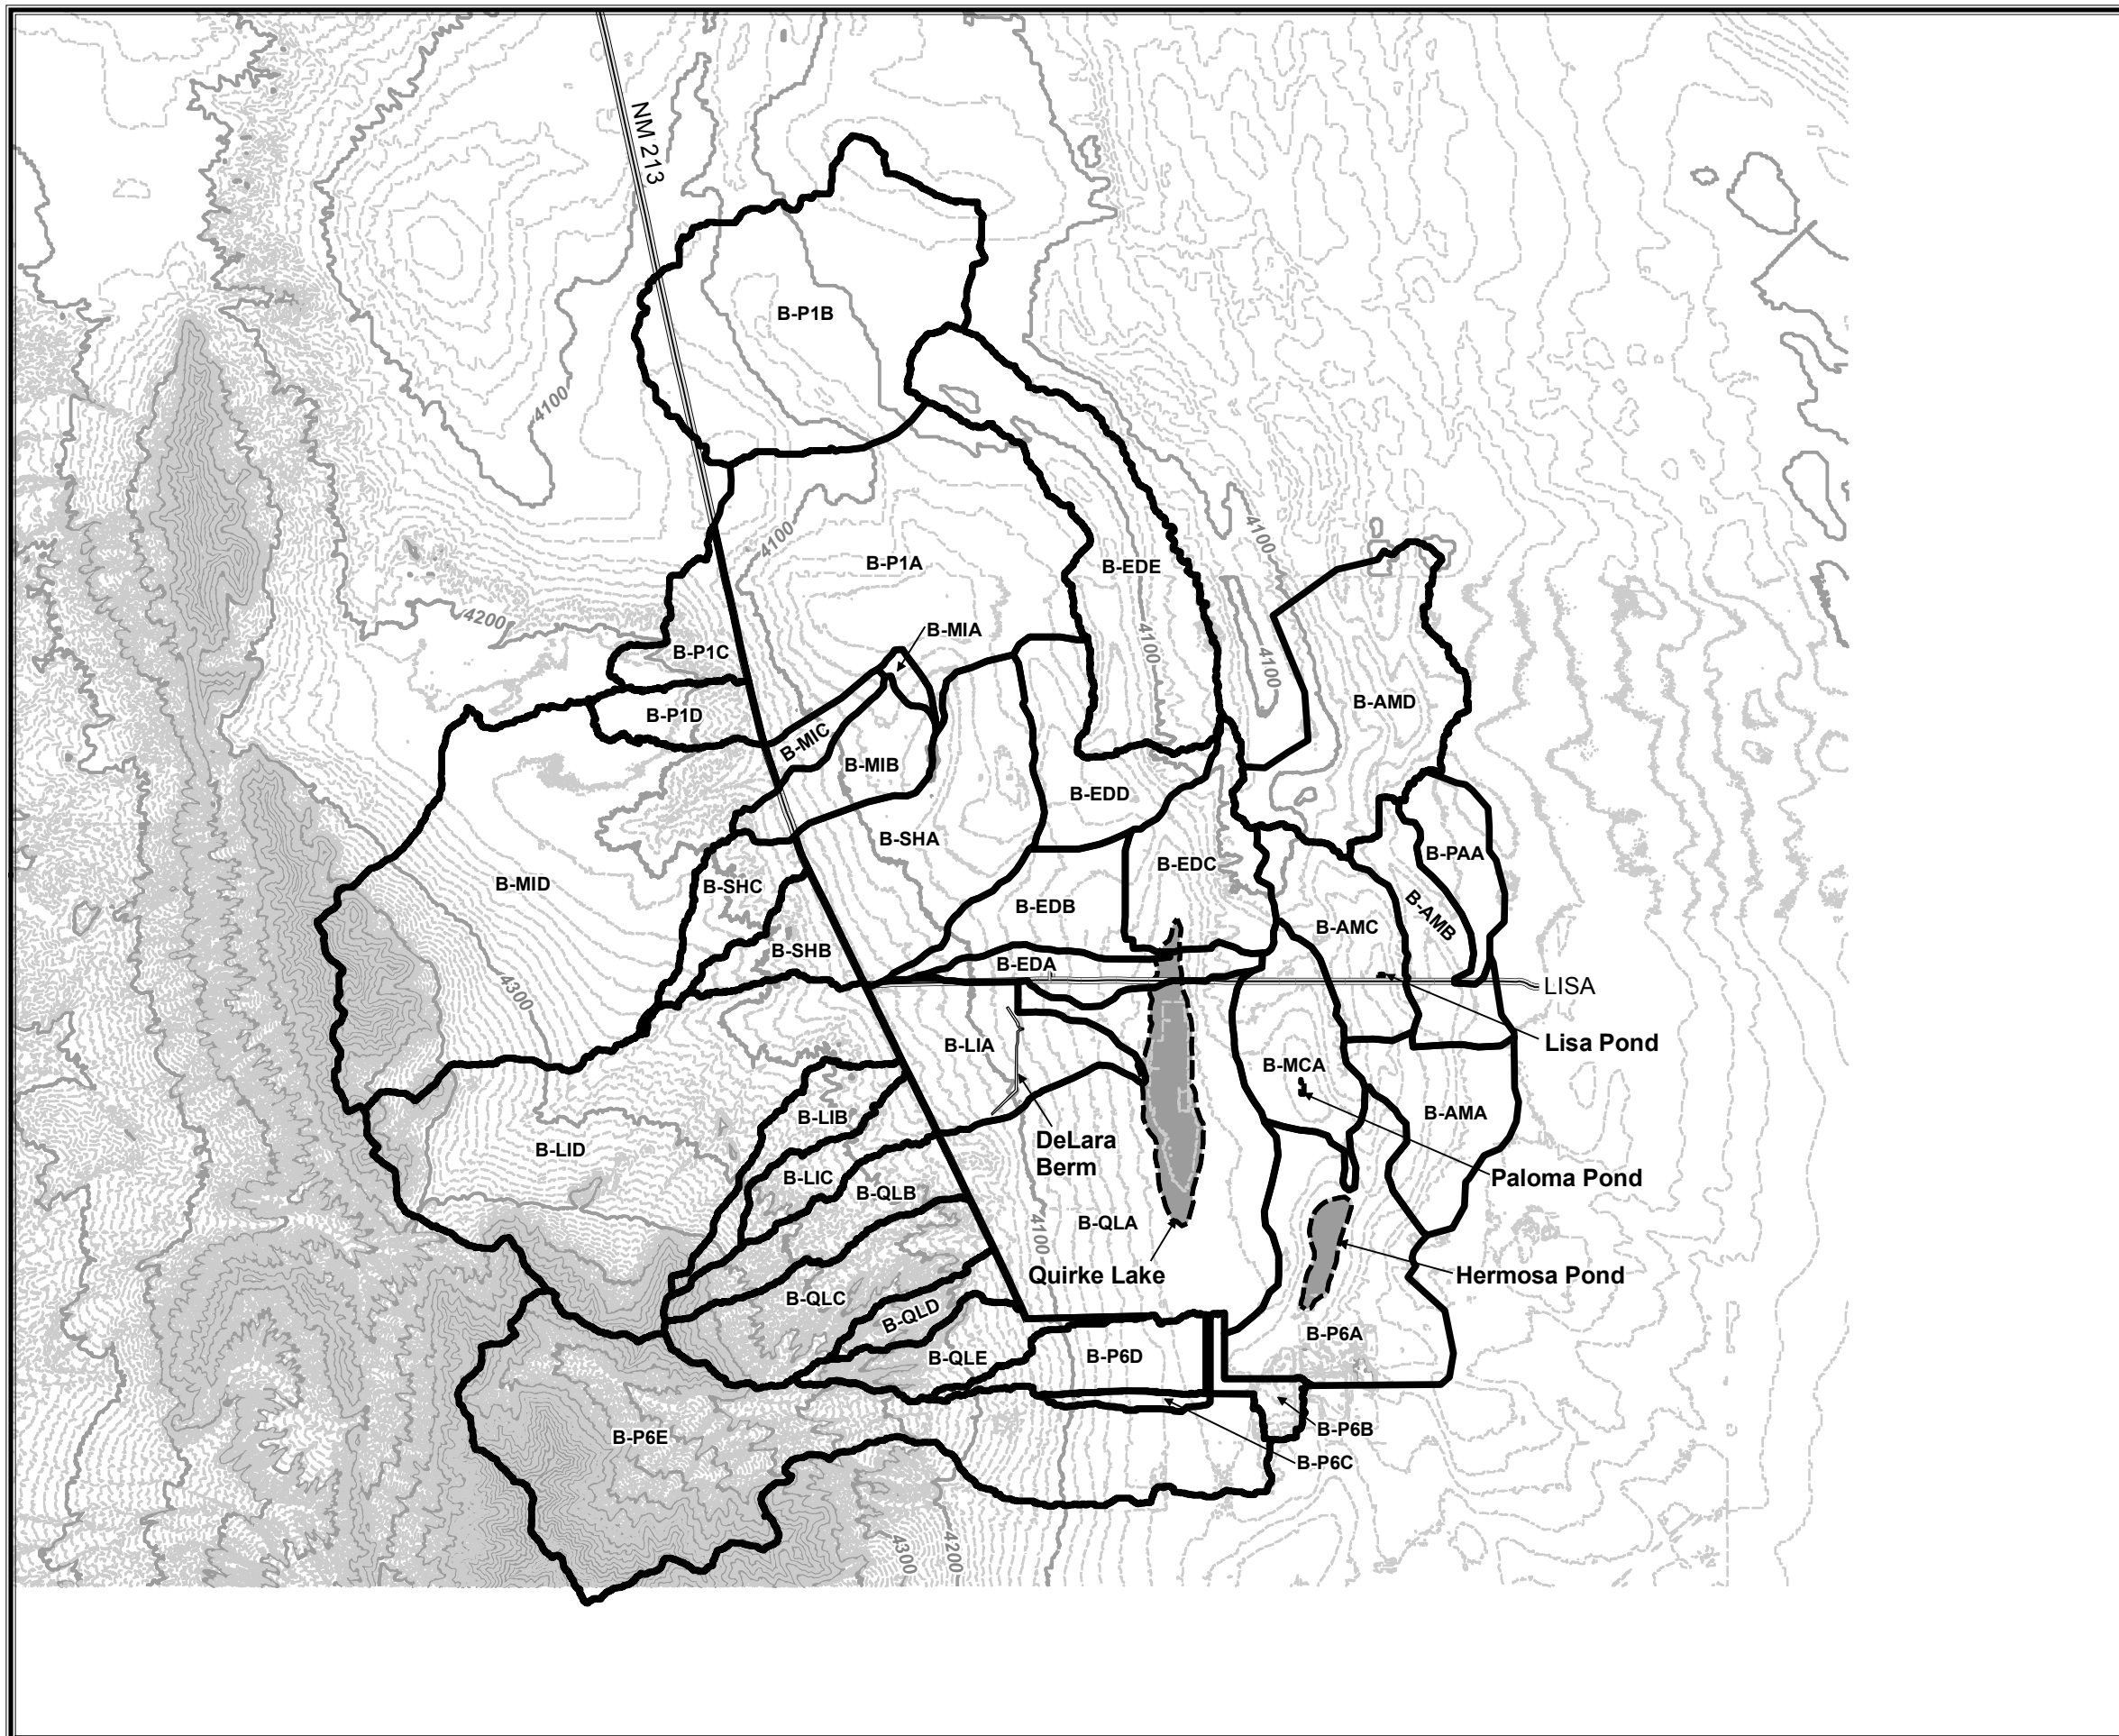 NM 213
B-P1B
4100
4100
4100
B-P1A
B-EDE
4200
B-MIA
4100
B-P1C
4100
B-P1D
B-AMD
B-MIC
B-MIB
B-EDD
B-SHA
B-PAA
B-EDC
B-MID
B-SHC
B-EDB
B-AMB
B-AMC
B-SHB
B-EDA
4300
LISA
B-LIA
Lisa Pond
B-MCA
B-LIB
B-AMA
DeLara
Berm
B-LID
B-LIC
Paloma Pond
B-QLB
4100
B-QLA
Quirke Lake
Hermosa Pond
B-QLC
B-QLD
B-P6A
B-QLE
B-P6D
B-P6B
B-P6E
B-P6C
4300
4200